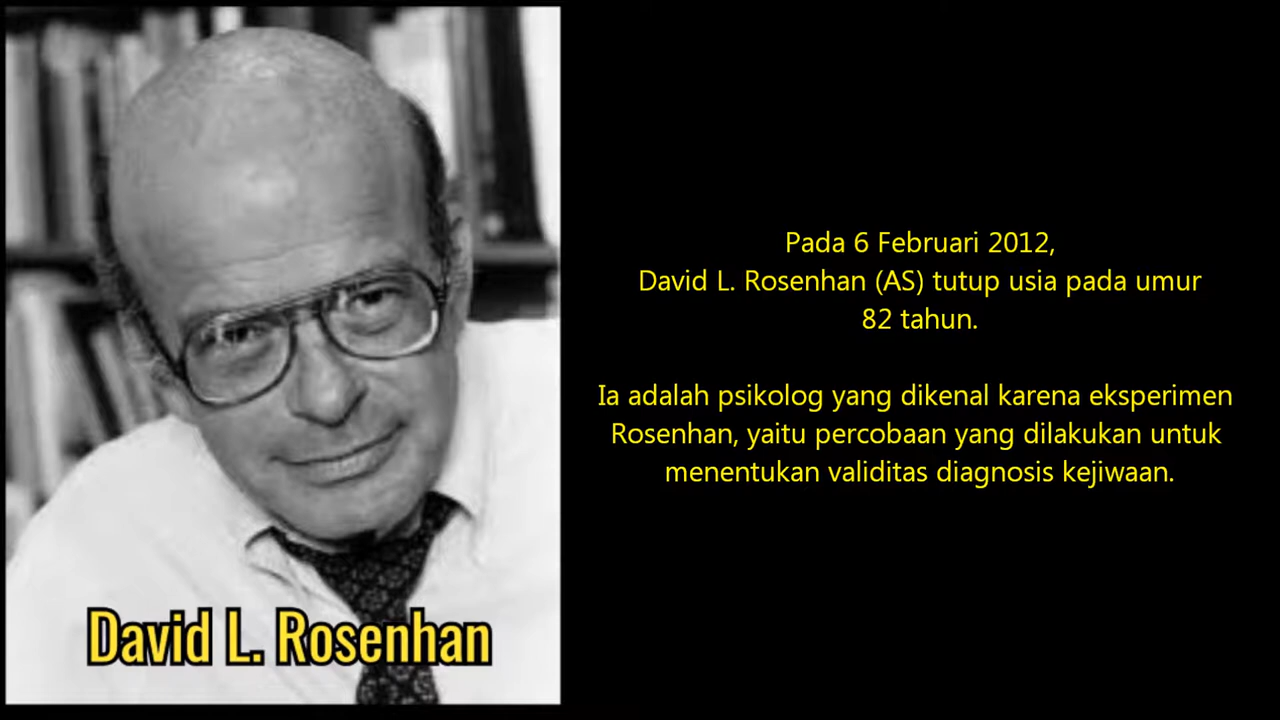 Pada 6 Februari 2012,
David L. Rosenhan (AS) tutup usia pada umur
82 tahun.
Ia adalah psikolog yang dikenal karena eksperimen
Rosenhan, yaitu percobaan yang dilakukan untuk
menentukan validitas diagnosis kejiwaan.
David L. Rosenhan